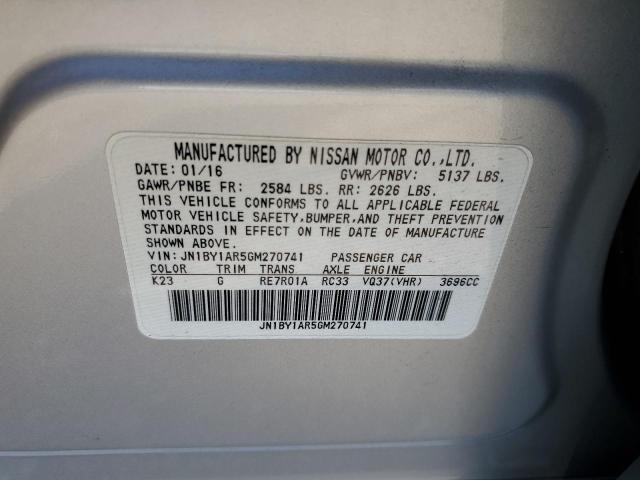 MANUFACTURED BY NISSAN MOTOR CO.,LTD.
DATE: 01/16 GVWR/PNBV: 5137 LBS.
GAWR/PNBE FR: 2584 LBS. RR: 2626 LBS.
THIS VEHICLE CONFORMS TO ALL APPLICABLE FEDERAL
MOTOR VEHICLE SAFETY,BUMPER,AND THEFT PREVENTION
STANDARDS IN EFFECT ON THE DATE OF MANUFACTURE
SHOWN ABOVE.
VIN: JN1BY1AR5GM270741 PASSENGER CAR
COLOR TRIM TRANS AXLE ENGINE
K23 G RE7R01A RC33 VQ37(VHR) 3696CC
JN1BY1AR5GM270741